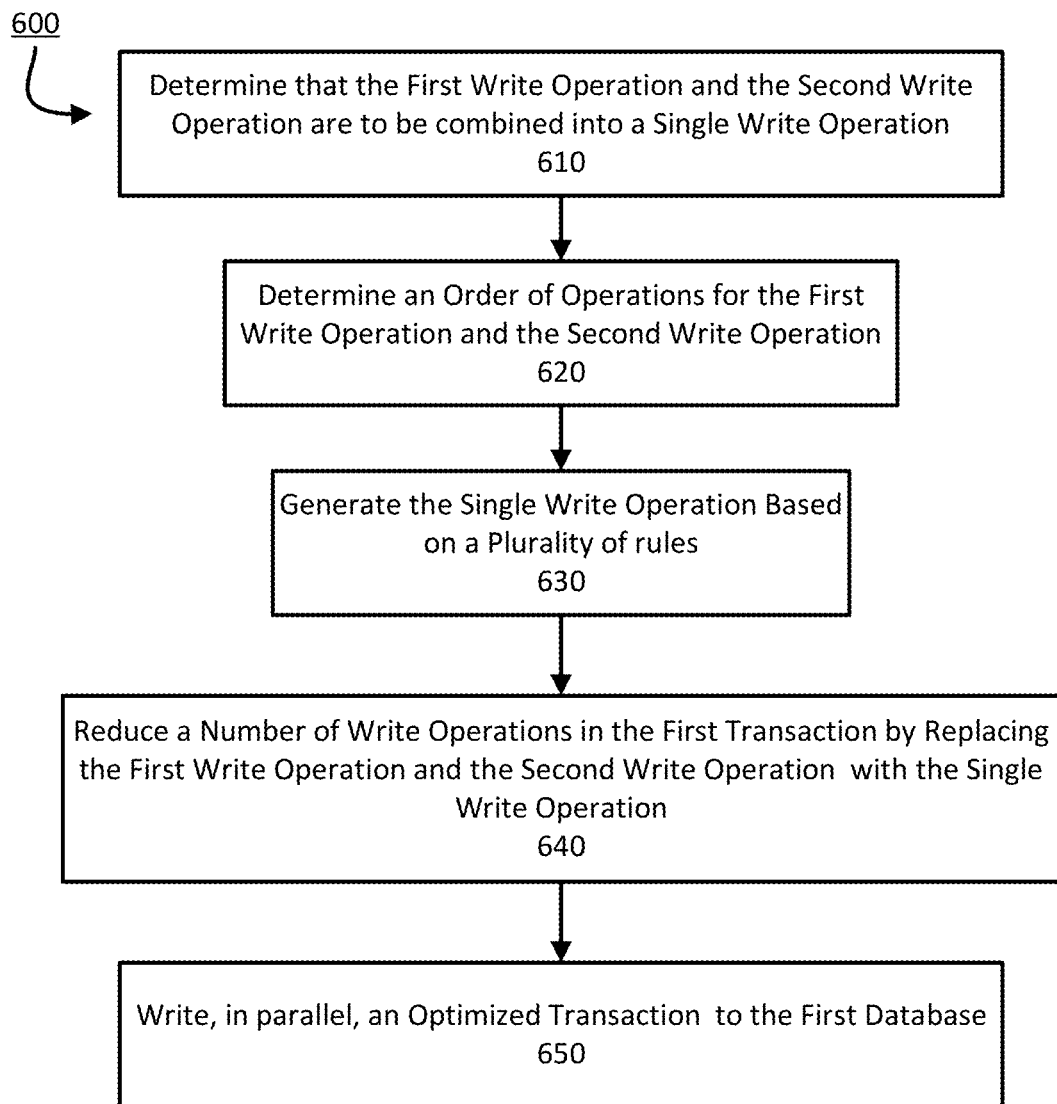 600
Determine that the First Write Operation and the Second Write
Operation are to be combined into a Single Write Operation
610
Determine an Order of Operations for the First
Write Operation and the Second Write Operation
620
Generate the Single Write Operation Based
on a Plurality of rules
630
Reduce a Number of Write Operations in the First Transaction by Replacing
the First Write Operation and the Second Write Operation with the Single
Write Operation
640
Write, in parallel, an Optimized Transaction to the First Database
650